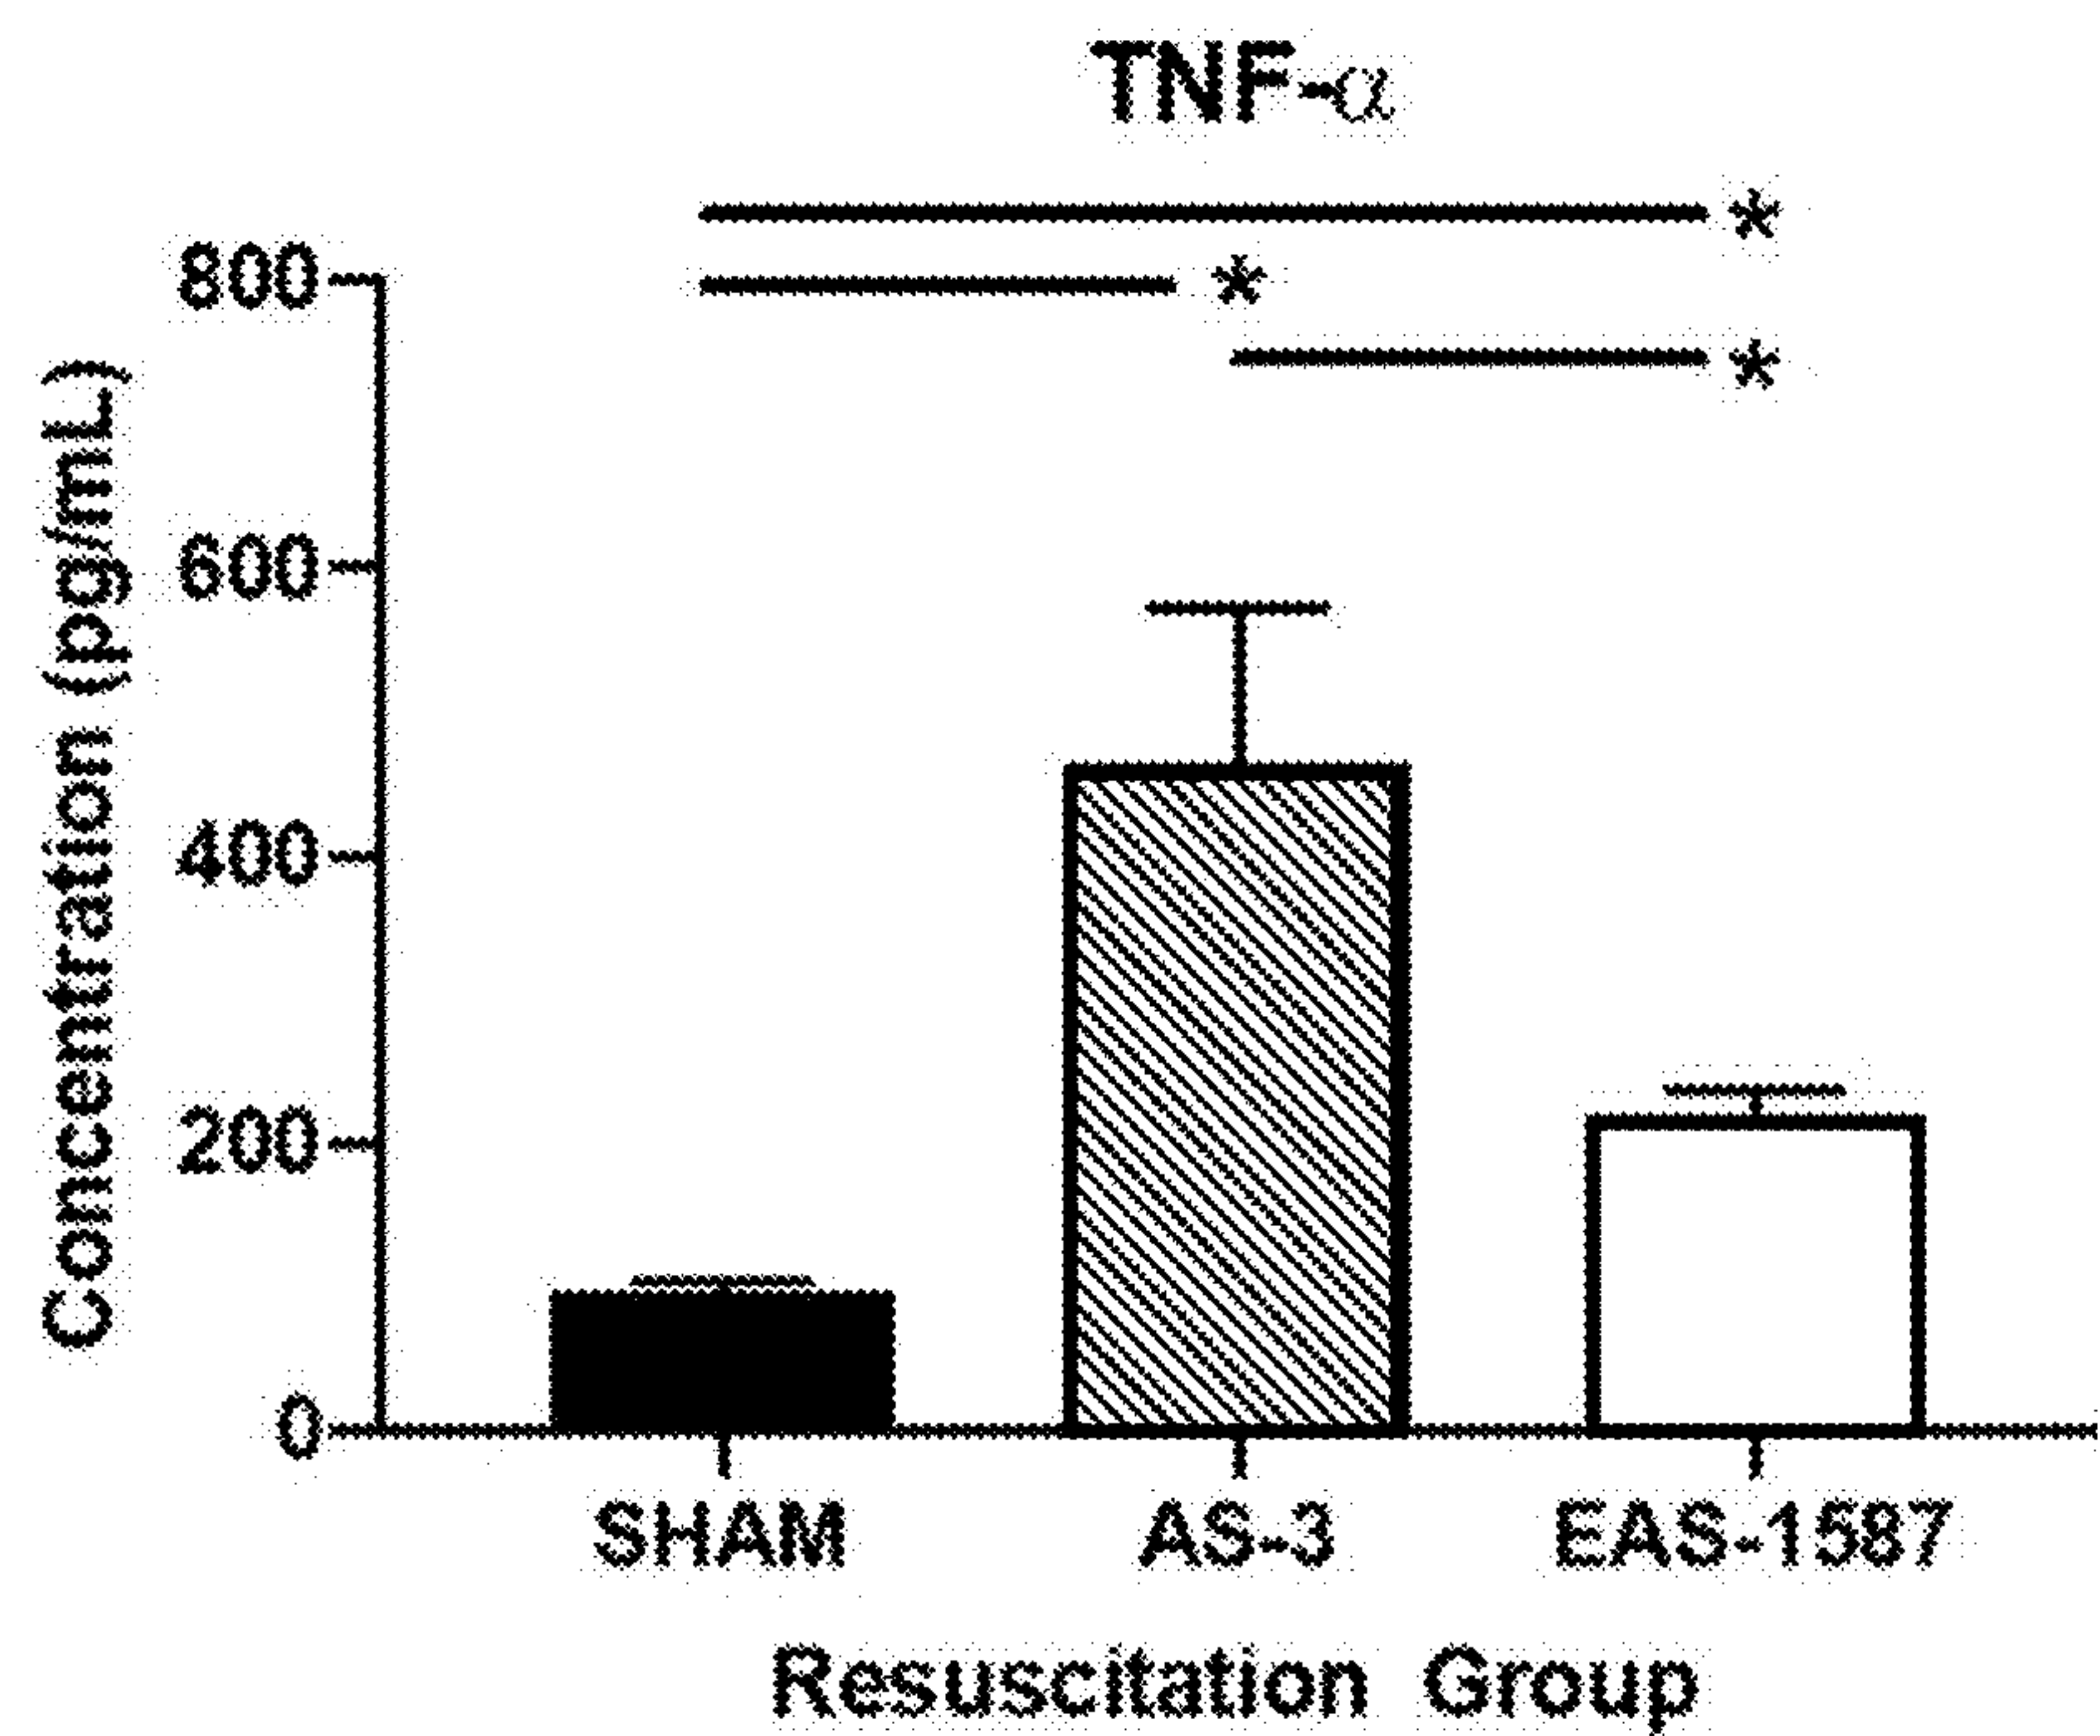 TNF-α
*
*
*
800
600
400
200
0
Concentration (pg/mL)
SHAM AS-3 EAS-1587
Resuscitation Group